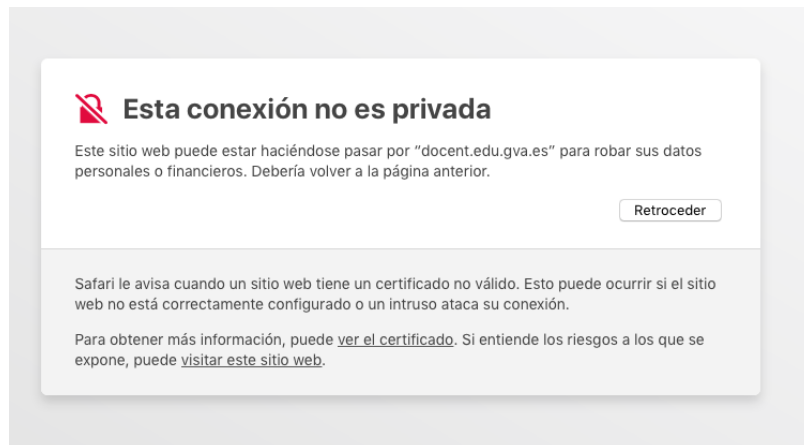 Esta conexión no es privada
Este sitio web puede estar haciéndose pasar por “docent.edu.gva.es” para robar sus datos
personales o financieros. Debería volver a la página anterior.
Retroceder
Safari le avisa cuando un sitio web tiene un certificado no válido. Esto puede ocurrir si el sitio
web no está correctamente configurado o un intruso ataca su conexión.
Para obtener más información, puede ver el certificado. Si entiende los riesgos a los que se
expone, puede visitar este sitio web.